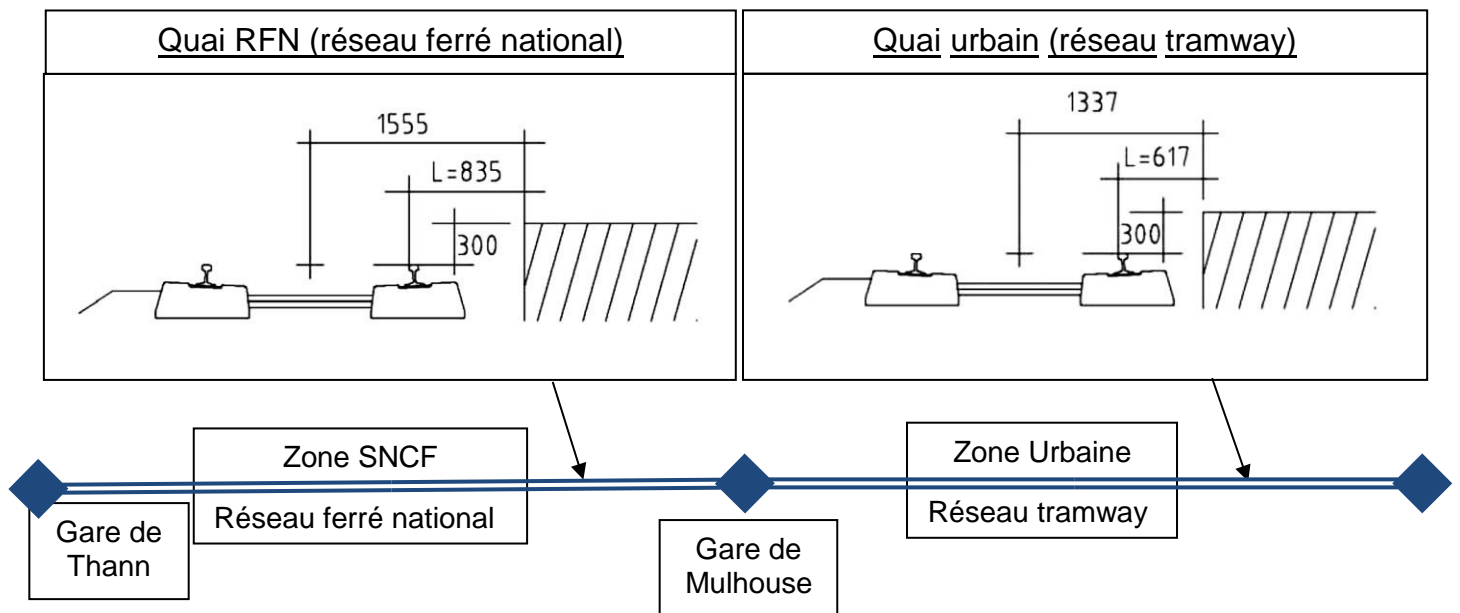 Quai RFN (réseau ferré national)
1555
L=835
300
Quai urbain (réseau tramway)
1337
L=617
300
Zone SNCF
Réseau ferré national
Zone Urbaine
Réseau tramway
Gare de
Thann
Gare de
Mulhouse